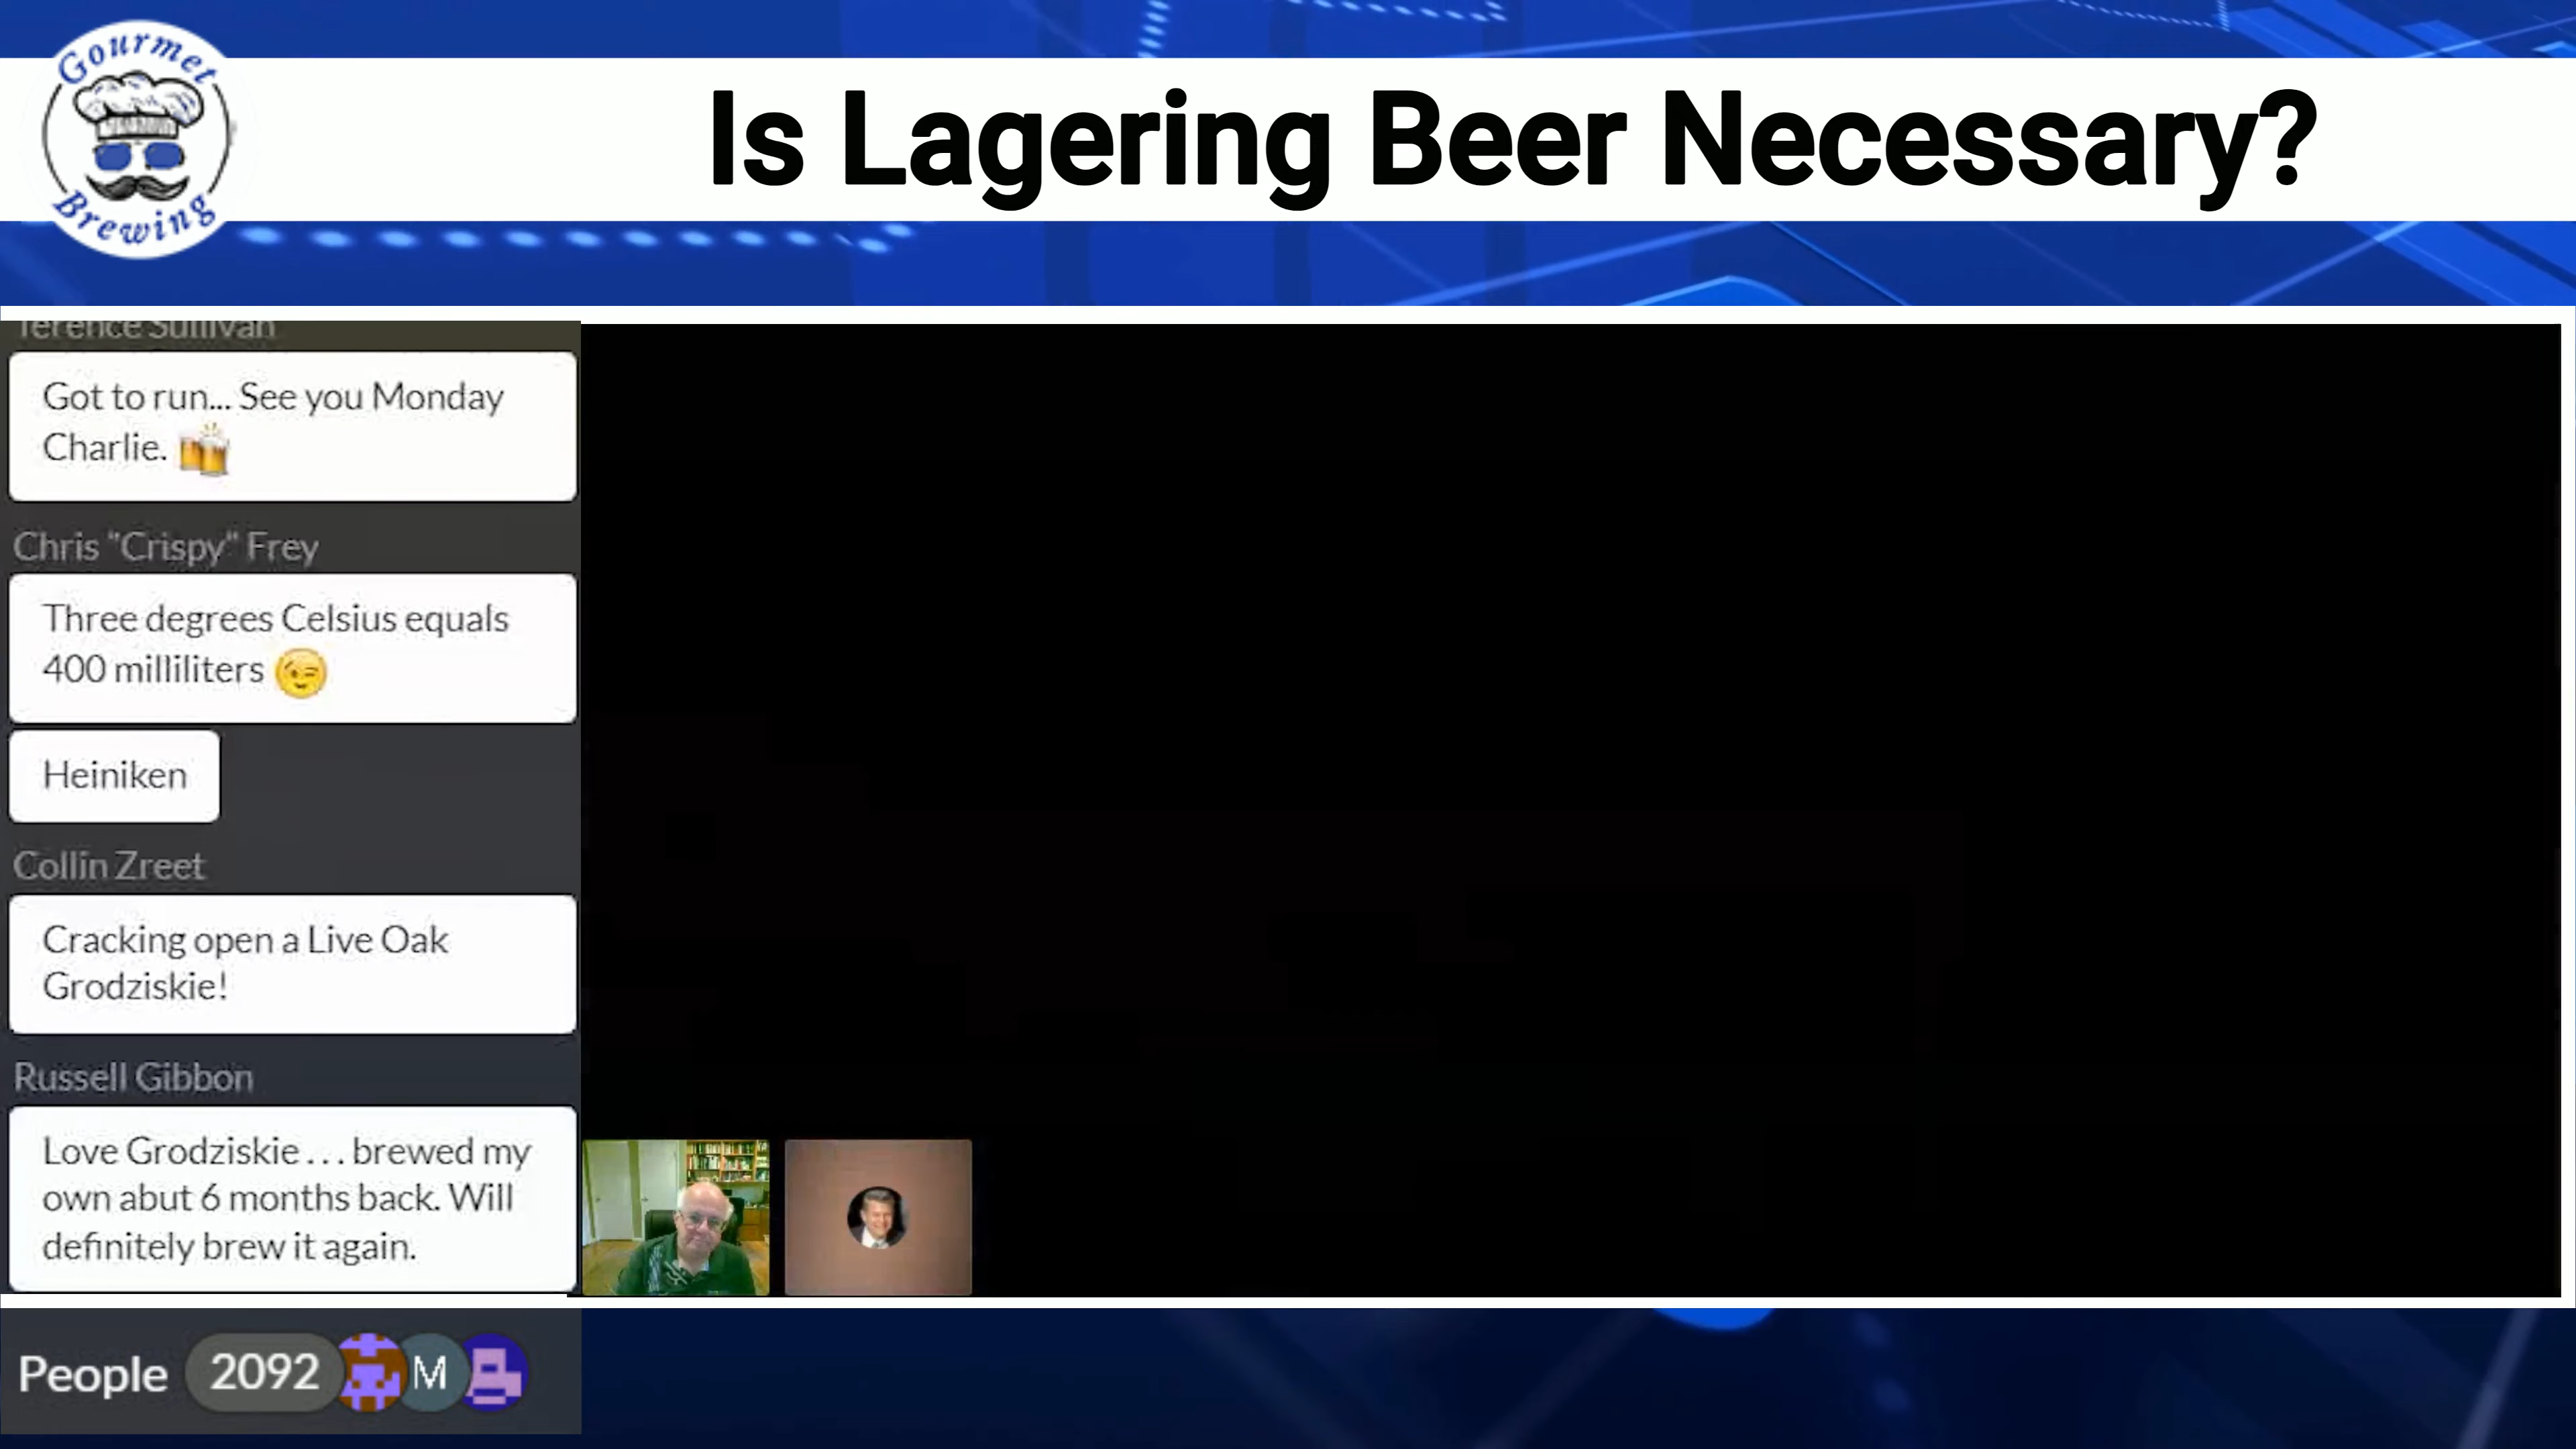 Gourmet
Brewing
Is Lagering Beer Necessary?
Terence Sullivan
Got to run... See you Monday
Charlie.
Chris "Crispy" Frey
Three degrees Celsius equals
400 milliliters
Heiniken
Collin Zreet
Cracking open a Live Oak
Grodziskie!
Russell Gibbon
Love Grodziskie . . . brewed my
own abut 6 months back. Will
definitely brew it again.
People 2092 M